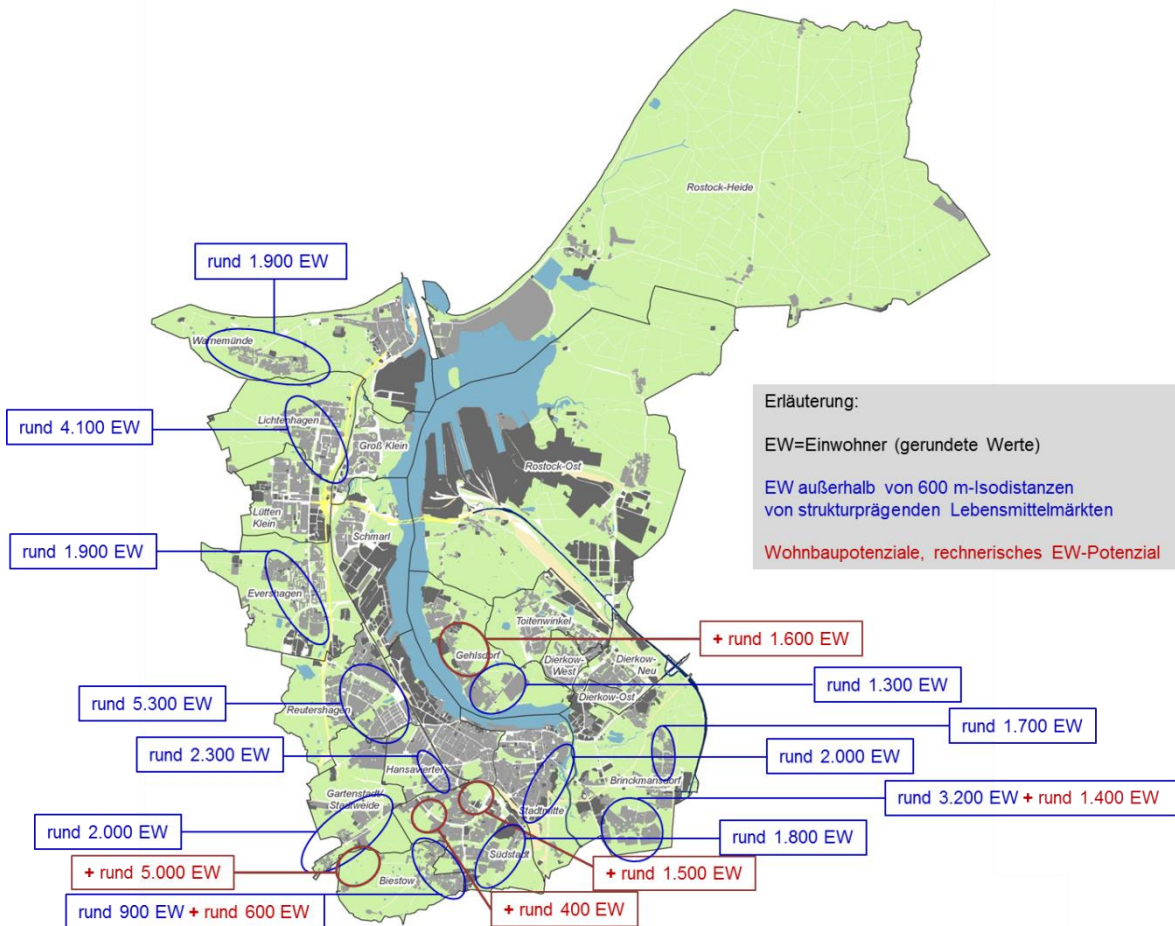 Rostock-Heide
rund 1.900 EW
Warnemünde
rund 4.100 EW
Lichtenhagen
Groß Klein
Rostock-Ost
Lütten
Klein
Schmarl
rund 1.900 EW
Evershagen
Erläuterung:
EW=Einwohner (gerundete Werte)
EW außerhalb von 600 m-Isodistanzen
von strukturprägenden Lebensmittelmärkten
Wohnbaupotenziale, rechnerisches EW-Potenzial
Toitenwinkel
+ rund 1.600 EW
Gehlsdorf
Dierkow-
West
Dierkow-
Neu
rund 1.300 EW
Dierkow-Ost
rund 5.300 EW
Reutershagen
rund 1.700 EW
rund 2.300 EW
Hansaviertel
rund 2.000 EW
Brinckmansdorf
Gartenstadt/
Stadtweide
Stadtmitte
rund 3.200 EW + rund 1.400 EW
rund 2.000 EW
rund 1.800 EW
Südstadt
+ rund 5.000 EW
+ rund 1.500 EW
Biestow
rund 900 EW + rund 600 EW
+ rund 400 EW